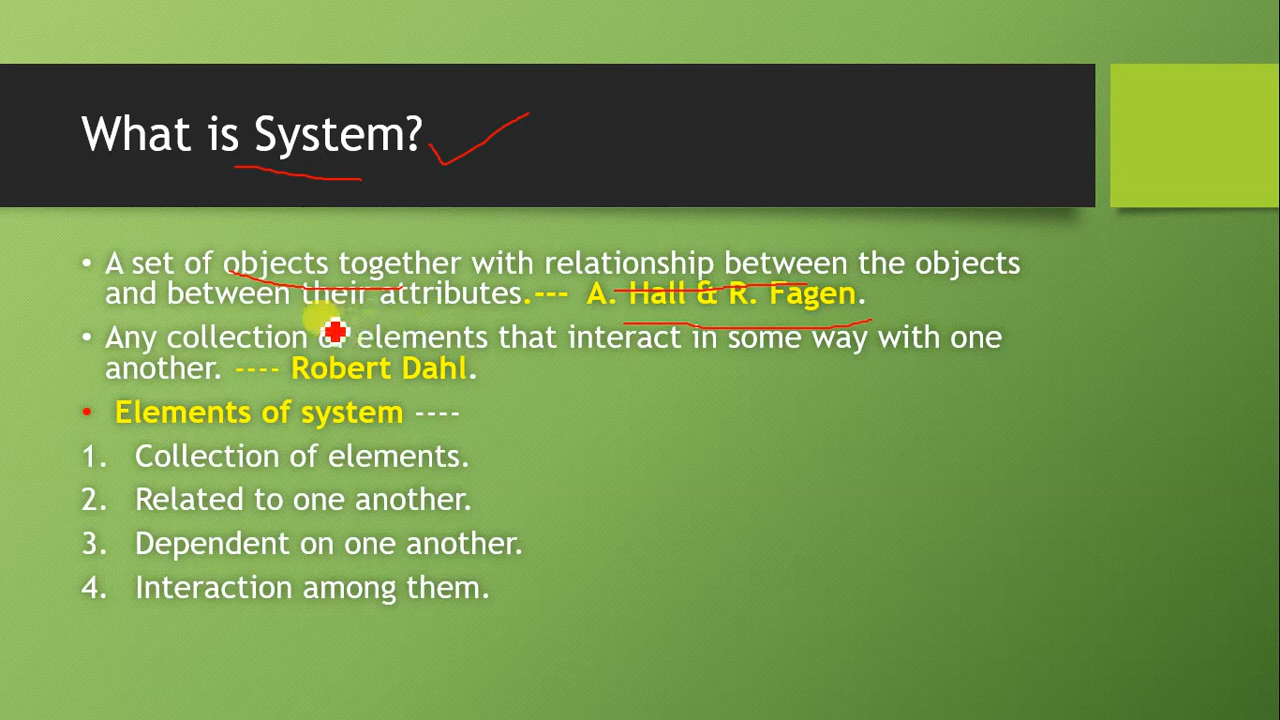 What is System?
• A set of objects together with relationship between the objects
and between their attributes.--- A. Hall & R. Fagen.
• Any collection of elements that interact in some way with one
another. ---- Robert Dahl.
• Elements of system ----
1. Collection of elements.
2. Related to one another.
3. Dependent on one another.
4. Interaction among them.